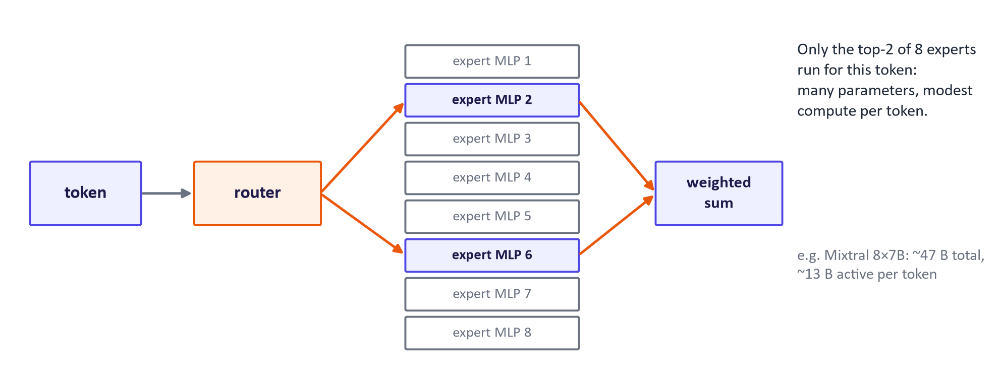 token
router
expert MLP 1
expert MLP 2
expert MLP 3
expert MLP 4
expert MLP 5
expert MLP 6
expert MLP 7
expert MLP 8
weighted
sum
Only the top-2 of 8 experts
run for this token:
many parameters, modest
compute per token.
e.g. Mixtral 8×7B: ~47 B total,
~13 B active per token